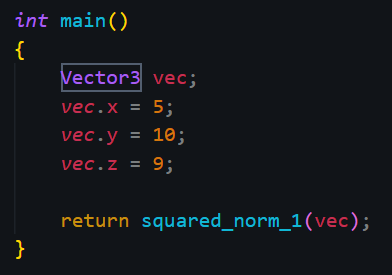 int main()
{
    Vector3 vec;
    vec.x = 5;
    vec.y = 10;
    vec.z = 9;

    return squared_norm_1(vec);
}